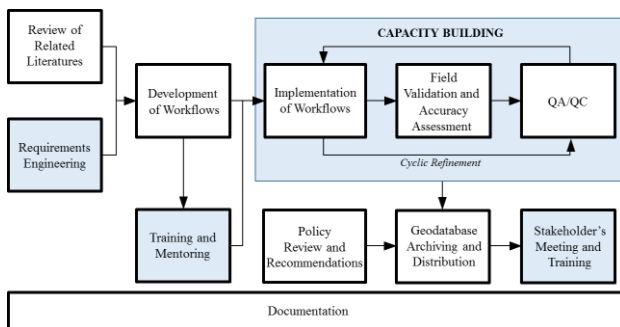 Review of
Related
Literatures
Requirements
Engineering
Development
of Workflows
Training and
Mentoring
CAPACITY BUILDING
Implementation
of Workflows
Field
Validation and
Accuracy
Assessment
QA/QC
Cyclic Refinement
Policy
Review and
Recommendations
Geodatabase
Archiving and
Distribution
Stakeholder's
Meeting and
Training
Documentation